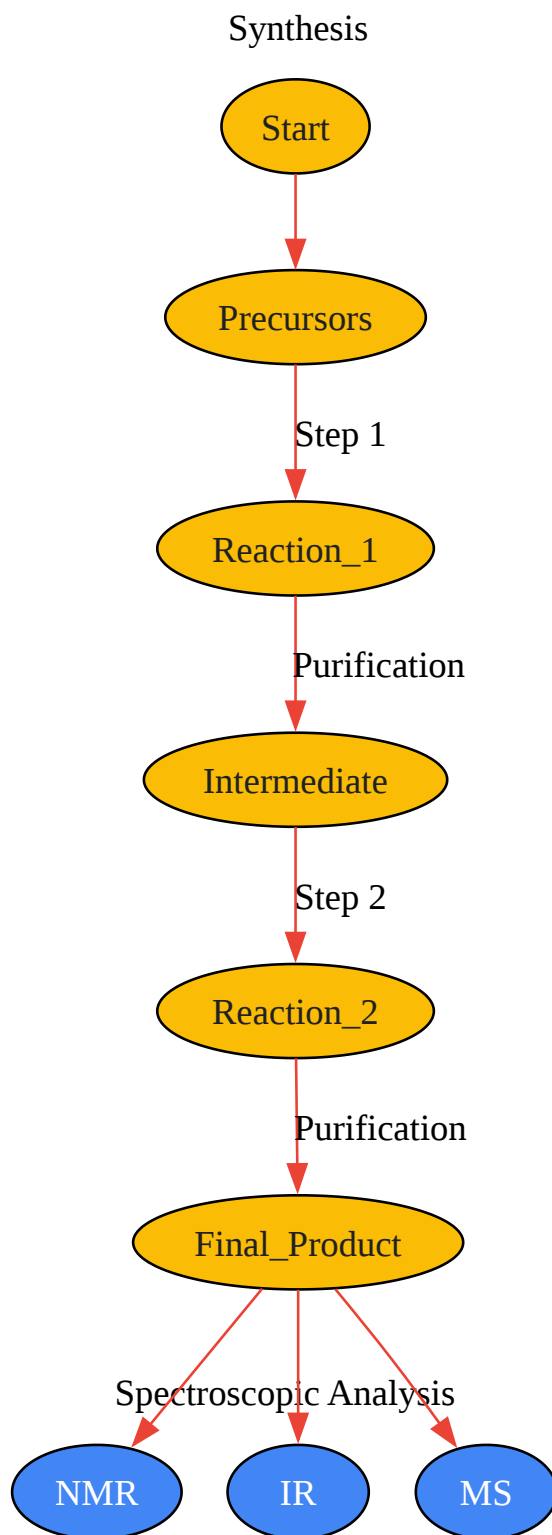 Synthesis
Start
Precursors
Step 1
Reaction_1
Purification
Intermediate
Step 2
Reaction_2
Purification
Final_Product
Spectroscopic Analysis
NMR
IR
MS